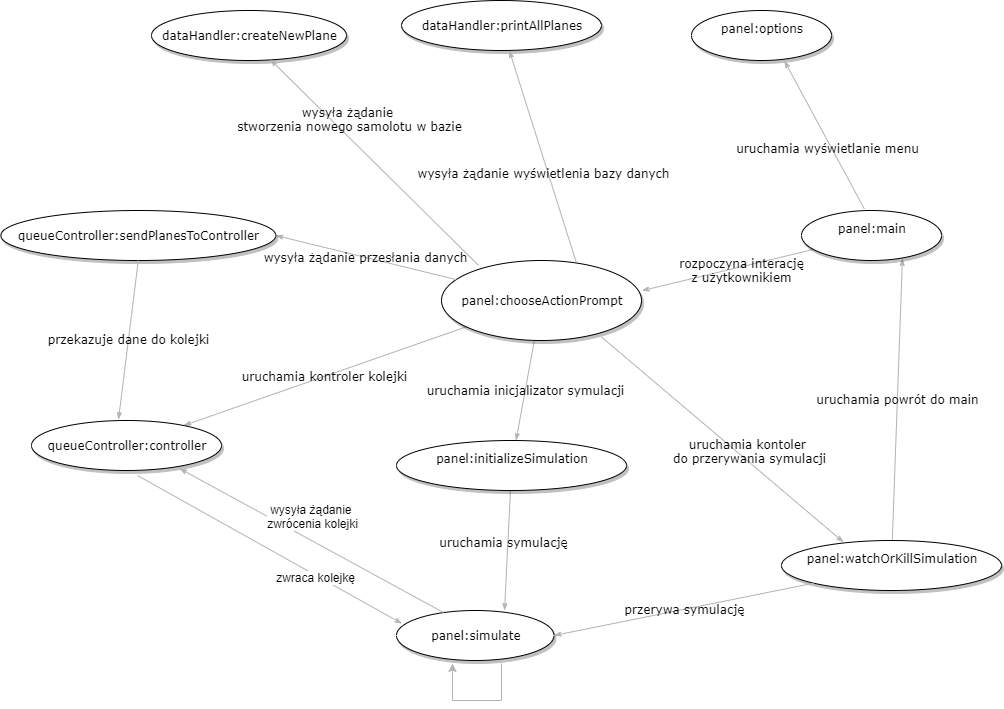 dataHandler:createNewPlane
dataHandler:printAllPlanes
panel:options
wysyła żądanie
stworzenia nowego samolotu w bazie
uruchamia wyświetlanie menu
wysyła żądanie wyświetlenia bazy danych
queueController:sendPlanesToController
panel:main
wysyła żądanie przesłania danych
rozpoczyna interację
z użytkownikiem
panel:chooseActionPrompt
przekazuje dane do kolejki
uruchamia kontroler kolejki
uruchamia inicjalizator symulacji
uruchamia powrót do main
queueController:controller
panel:initializeSimulation
uruchamia kontoler
do przerywania symulacji
wysyła żądanie
zwrócenia kolejki
uruchamia symulację
panel:watchOrKillSimulation
zwraca kolejkę
przerywa symulację
panel:simulate